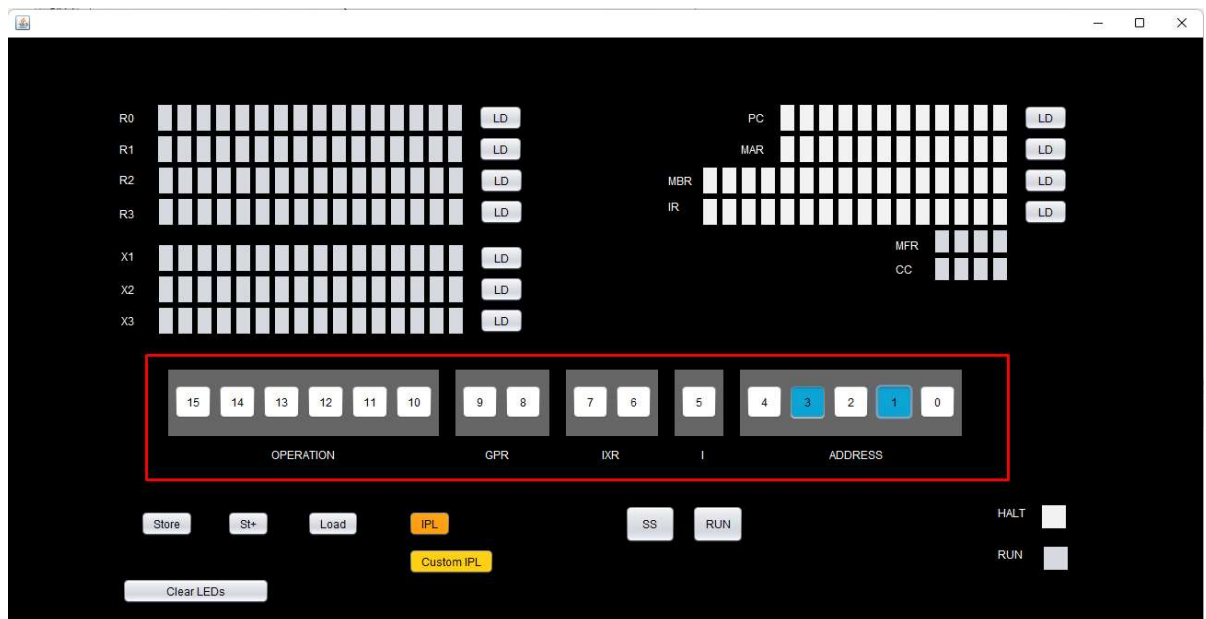 R0 LD PC LD
R1 LD MAR LD
R2 LD MBR LD
R3 LD IR LD
MFR
X1 LD
CC
X2 LD
X3 LD
15 14 13 12 11 10 9 8 7 6 5 4 3 2 1 0
OPERATION GPR IXR I ADDRESS
Store St+ Load IPL SS RUN HALT
Custom IPL RUN
Clear LEDs